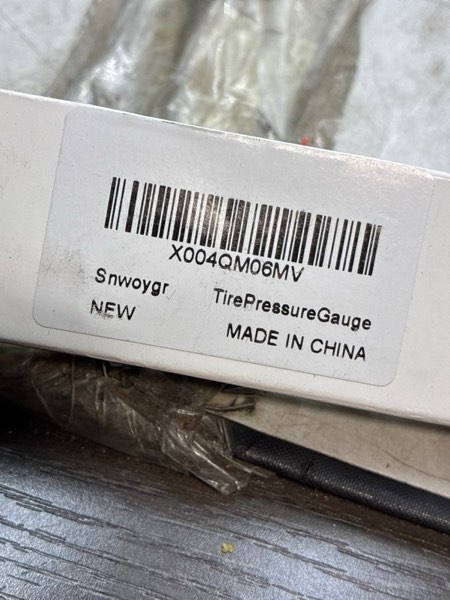 X004QM06MV
Snwoygr TirePressureGauge
NEW MADE IN CHINA